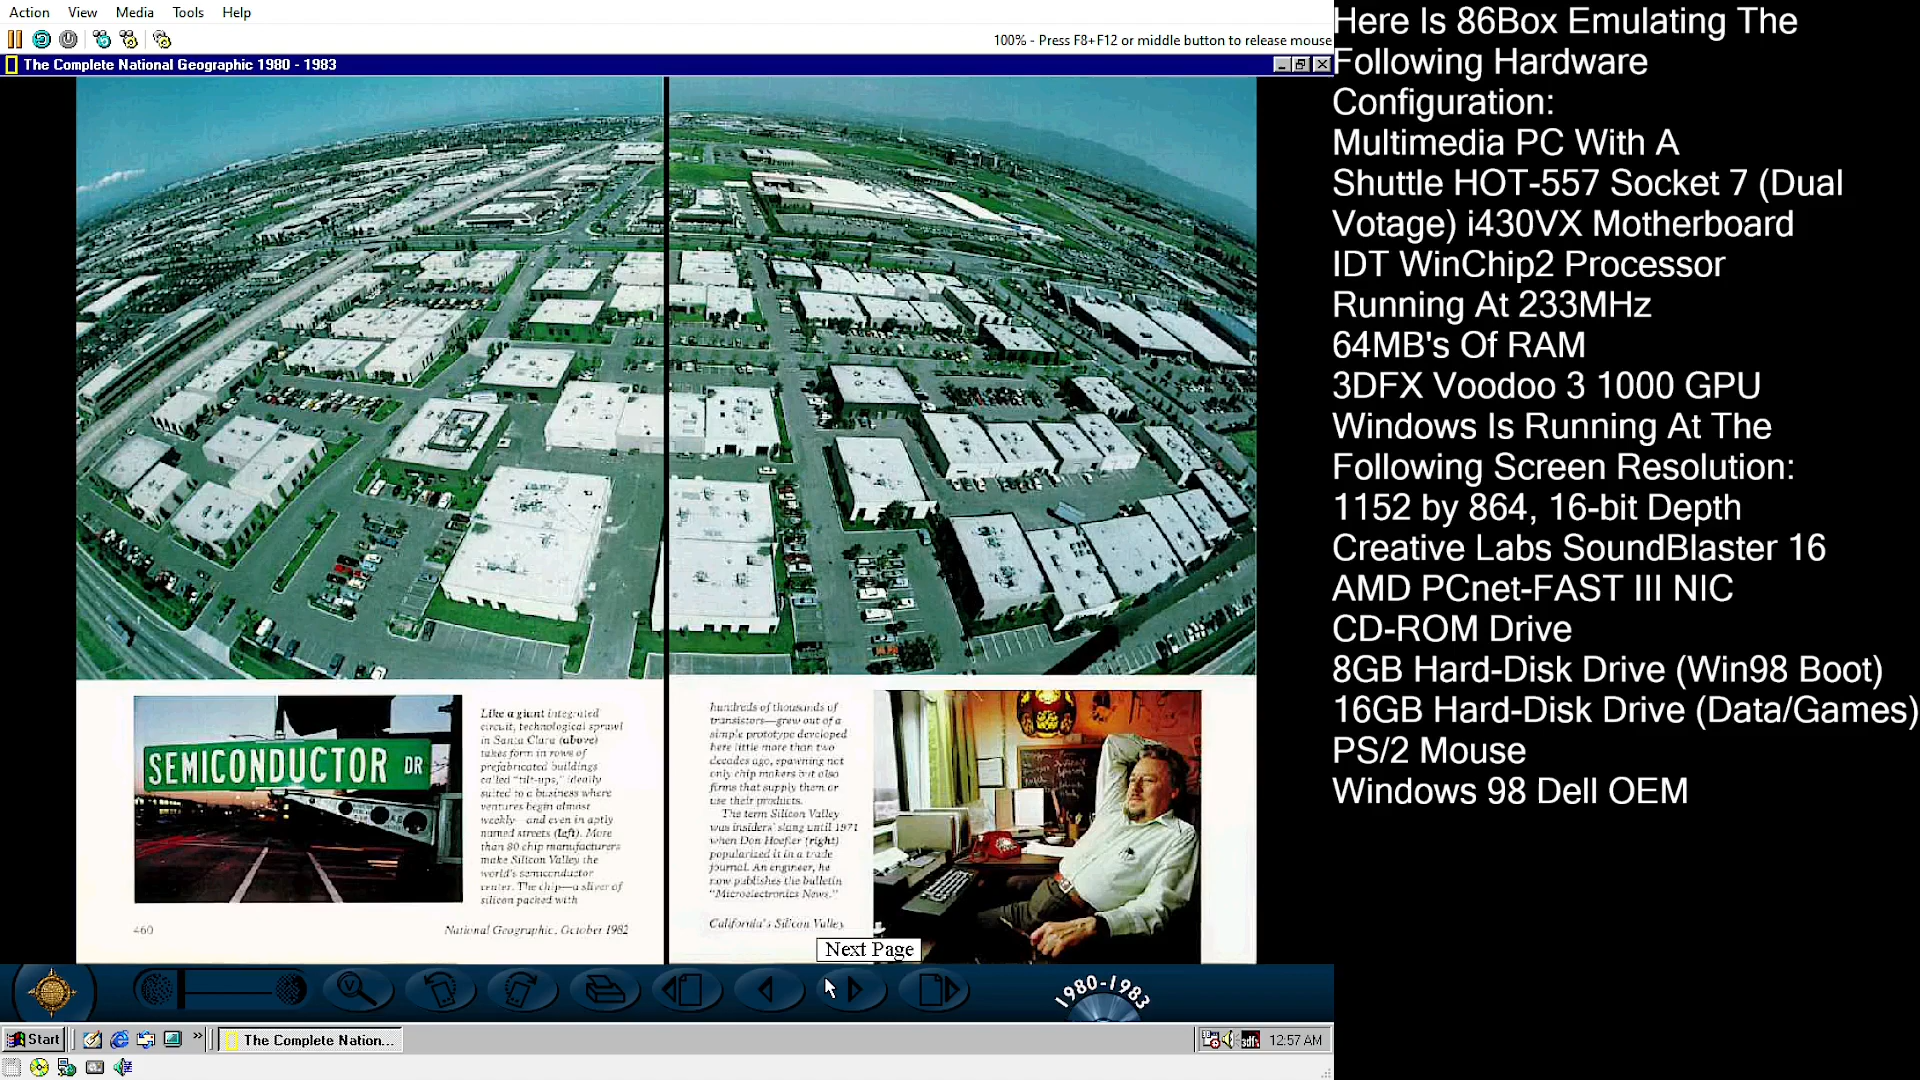 Action View Media Tools Help
100% - Press F8+F12 or middle button to release mouse
The Complete National Geographic 1980 - 1983
SEMICONDUCTOR DR
Like a giant integrated
circuit, technological sprawl
in Santa Clara (above)
takes form in rows of
prefabricated buildings
called "tilt-ups," ideally
suited to a business where
ventures begin almost
weekly—and even in aptly
named streets (left). More
than 80 chip manufacturers
make Silicon Valley the
world's semiconductor
center. The chip—a sliver of
silicon packed with
460
National Geographic, October 1982
hundreds of thousands of
transistors—grew out of a
simple prototype developed
here little more than two
decades ago, spawning not
only chip makers but also
firms that supply them or
use their products.
The term Silicon Valley
was insiders' slang until 1971
when Don Hoefler (right)
popularized it in a trade
journal. An engineer, he
now publishes the bulletin
"Microelectronics News."
California's Silicon Valley
Next Page
1980-1983
Start
The Complete Nation...
3dfx
12:57 AM
Here Is 86Box Emulating The
Following Hardware
Configuration:
Multimedia PC With A
Shuttle HOT-557 Socket 7 (Dual
Votage) i430VX Motherboard
IDT WinChip2 Processor
Running At 233MHz
64MB's Of RAM
3DFX Voodoo 3 1000 GPU
Windows Is Running At The
Following Screen Resolution:
1152 by 864, 16-bit Depth
Creative Labs SoundBlaster 16
AMD PCnet-FAST III NIC
CD-ROM Drive
8GB Hard-Disk Drive (Win98 Boot)
16GB Hard-Disk Drive (Data/Games)
PS/2 Mouse
Windows 98 Dell OEM